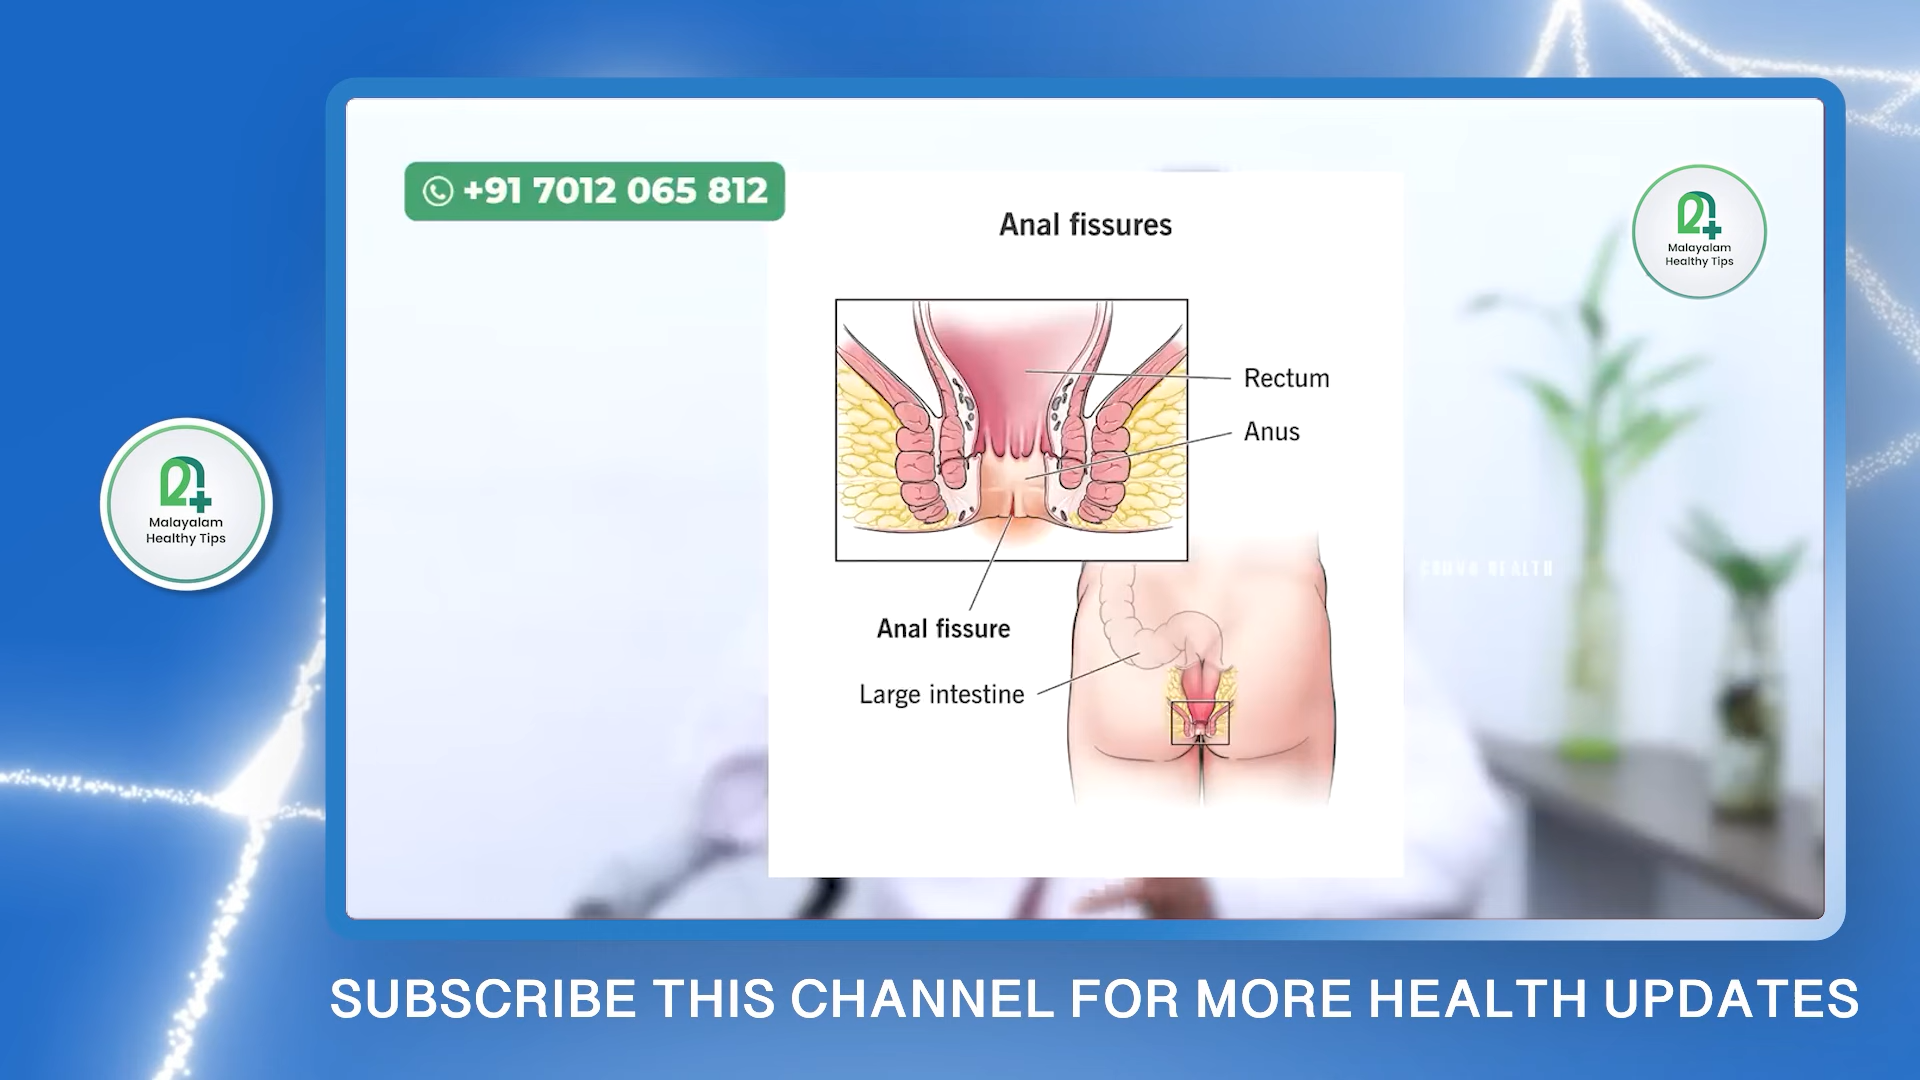 +91 7012 065 812
Malayalam
Healthy Tips
Anal fissures
Rectum
Anus
Anal fissure
Large intestine
Malayalam
Healthy Tips
HEALTH
SUBSCRIBE THIS CHANNEL FOR MORE HEALTH UPDATES